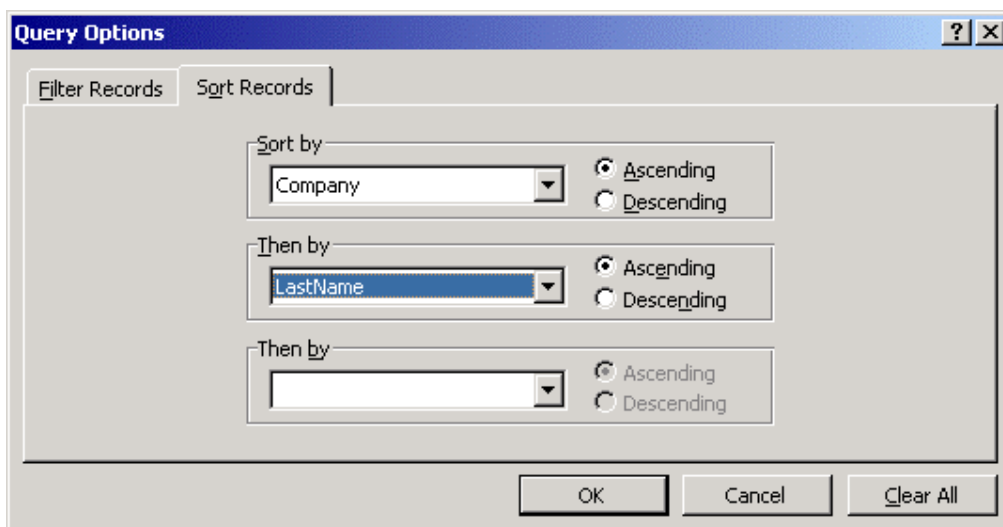 Query Options
Filter Records Sort Records
Sort by
Company
Ascending
Descending
Then by
LastName
Ascending
Descending
Then by
Ascending
Descending
OK Cancel Clear All